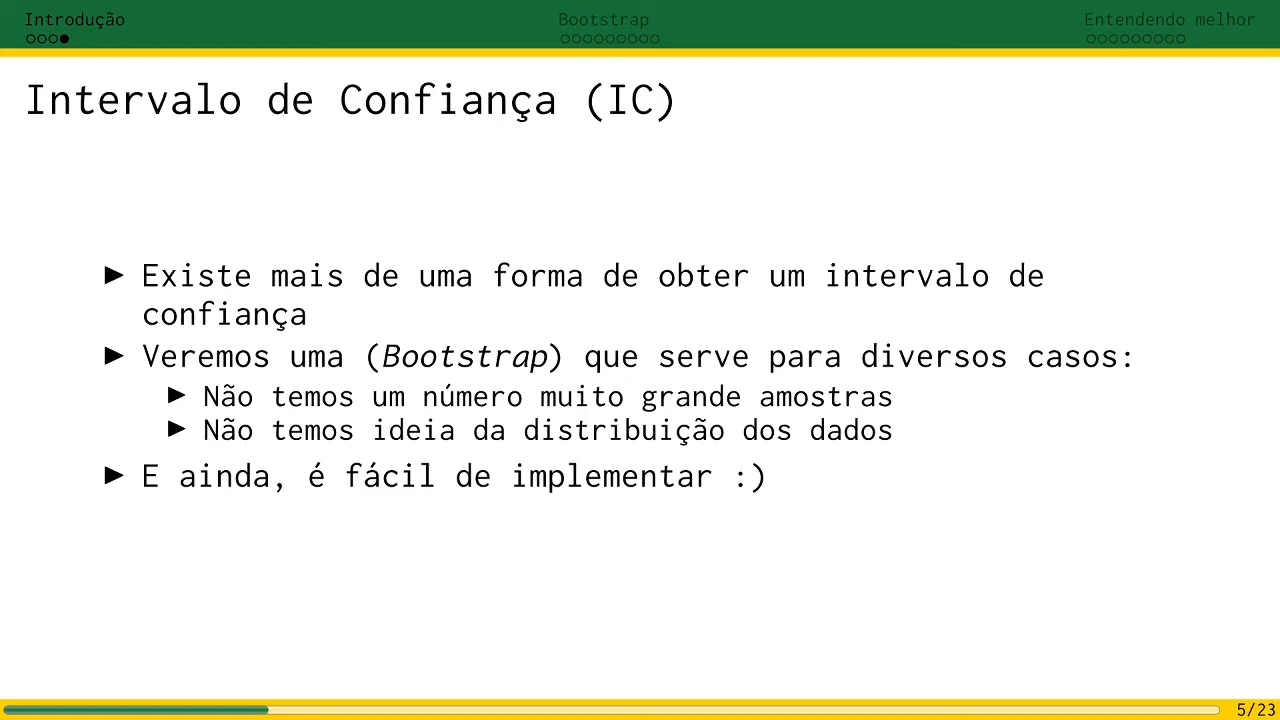 Introdução
Bootstrap
Entendendo melhor
Intervalo de Confiança (IC)
Existe mais de uma forma de obter um intervalo de
confiança
Veremos uma (Bootstrap) que serve para diversos casos:
Não temos um número muito grande amostras
Não temos ideia da distribuição dos dados
E ainda, é fácil de implementar :)
5/23